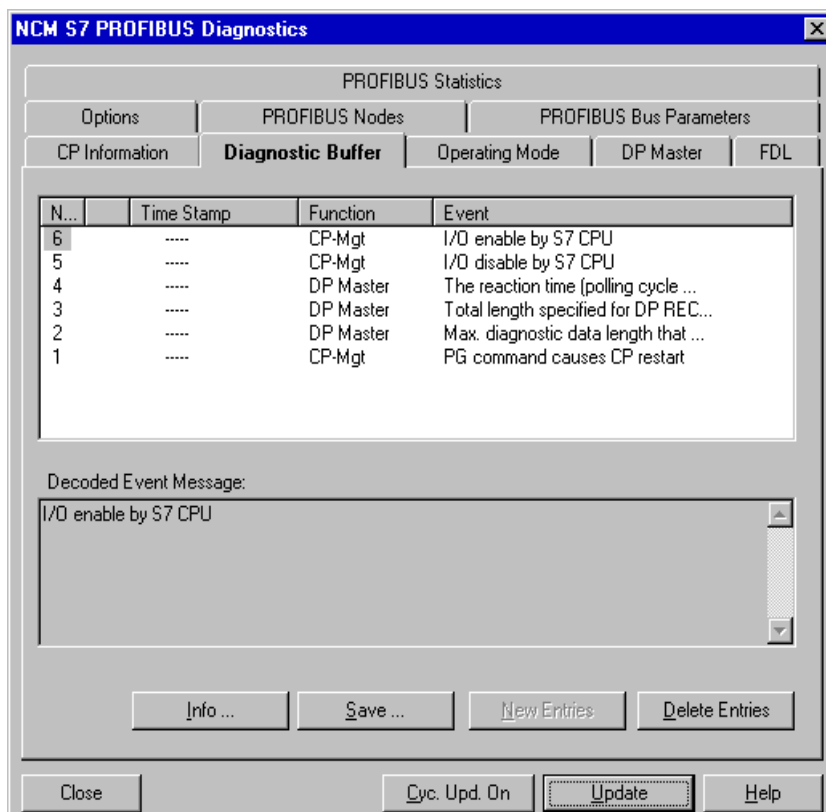 NCM S7 PROFIBUS Diagnostics
PROFIBUS Statistics
Options PROFIBUS Nodes PROFIBUS Bus Parameters
CP Information Diagnostic Buffer Operating Mode DP Master FDL
N... Time Stamp Function Event
6 ----- CP-Mgt I/O enable by S7 CPU
5 ----- CP-Mgt I/O disable by S7 CPU
4 ----- DP Master The reaction time (polling cycle ...
3 ----- DP Master Total length specified for DP REC...
2 ----- DP Master Max. diagnostic data length that ...
1 ----- CP-Mgt PG command causes CP restart
Decoded Event Message:
I/O enable by S7 CPU
Info ... Save ... New Entries Delete Entries
Close Cyc. Upd. On Update Help